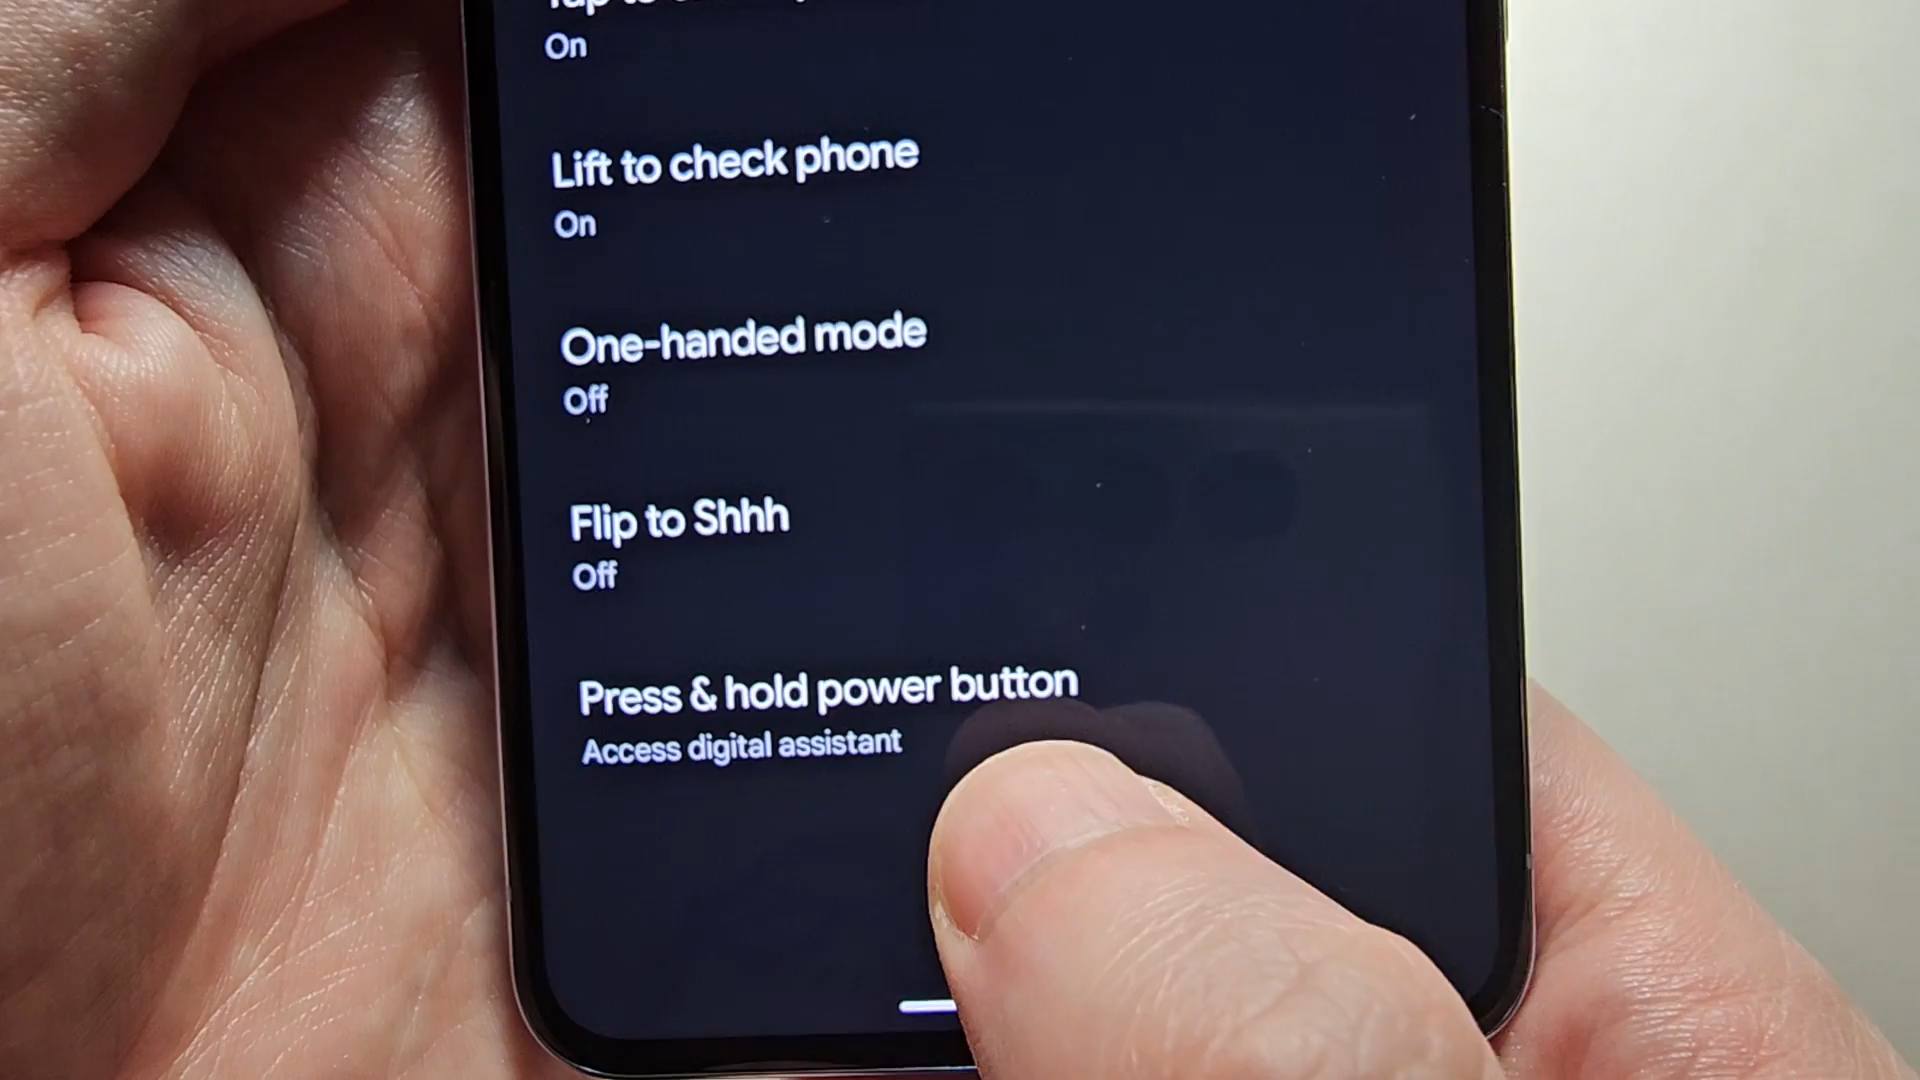 On
Lift to check phone
On
One-handed mode
Off
Flip to Shhh
Off
Press & hold power button
Access digital assistant